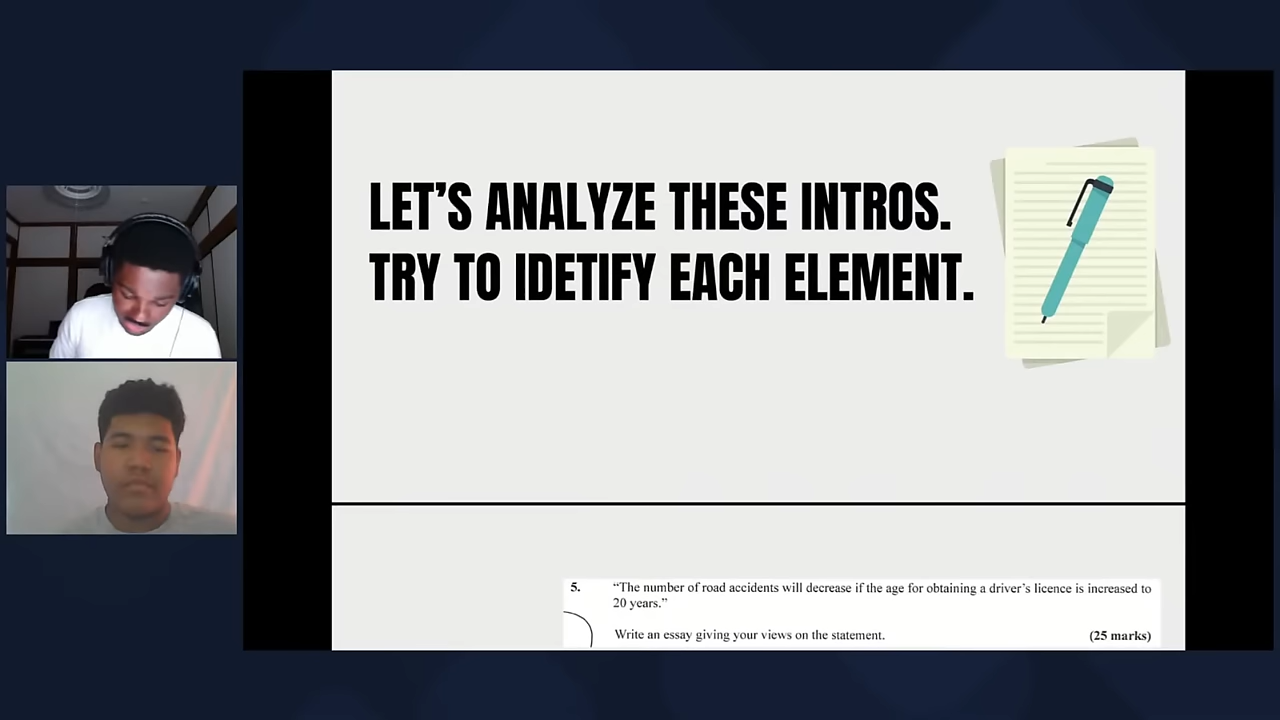 LET'S ANALYZE THESE INTROS.
TRY TO IDETIFY EACH ELEMENT.
5. “The number of road accidents will decrease if the age for obtaining a driver’s licence is increased to
20 years.”
Write an essay giving your views on the statement. (25 marks)